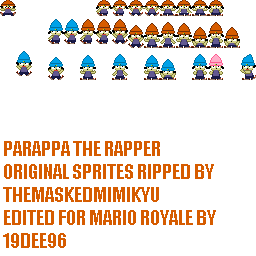 PARAPPA THE RAPPER
ORIGINAL SPRITES RIPPED BY
THEMASKEDMIMIKYU
EDITED FOR MARIO ROYALE BY
19DEE96